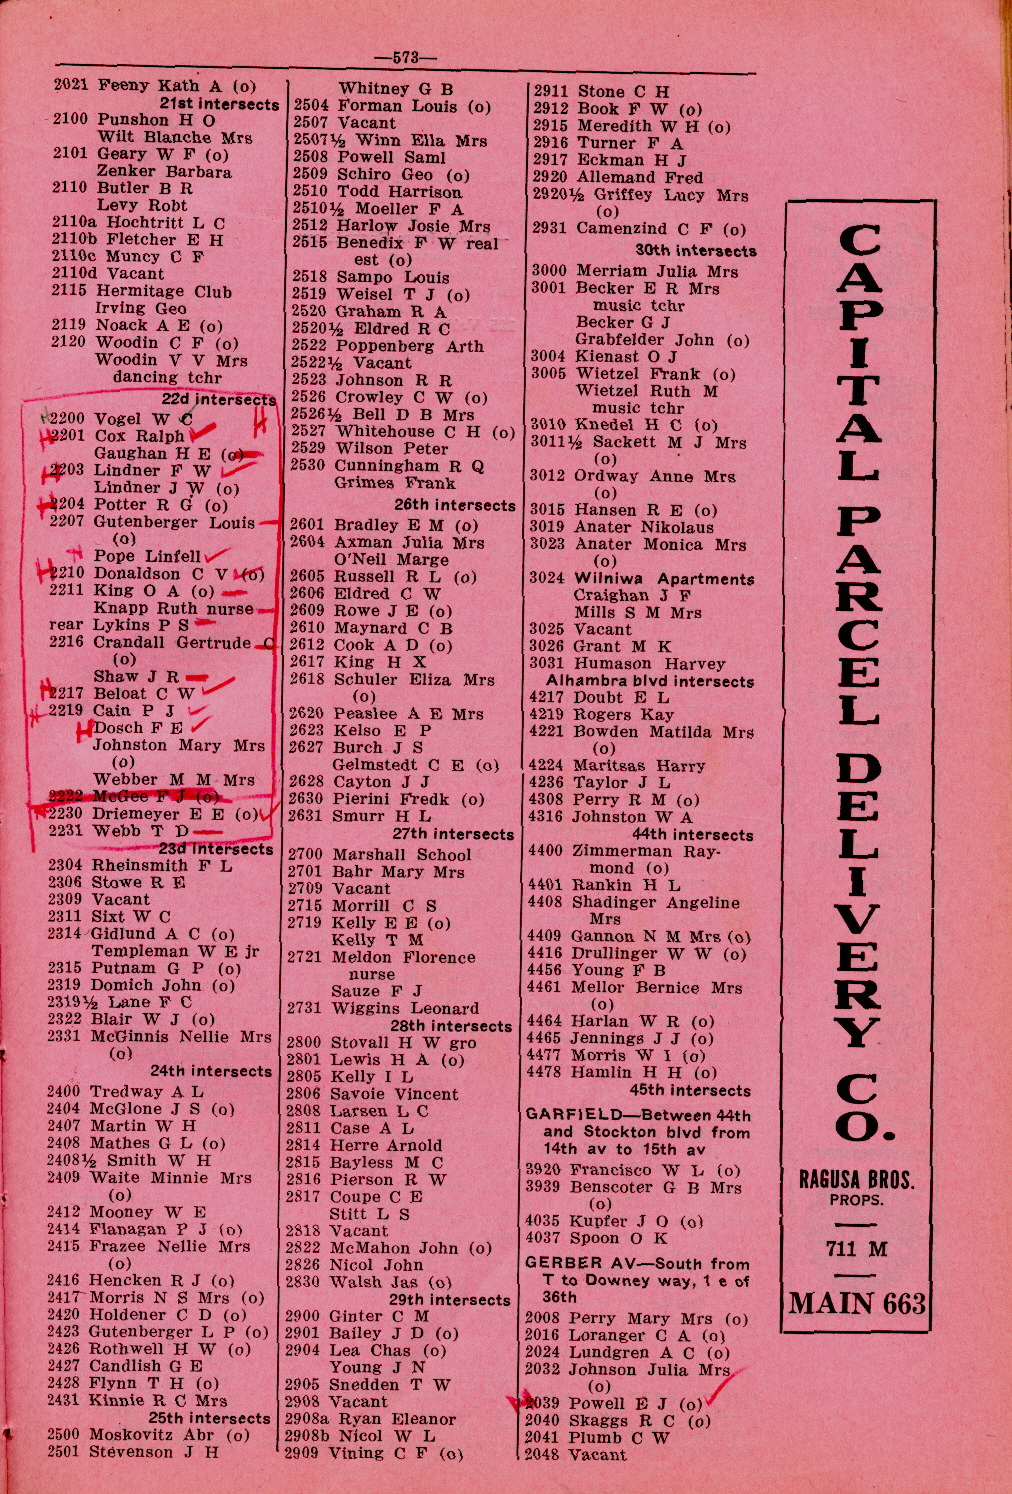 —573—
2021 Feeny Kath A (o)
21st intersects
2100 Punshon H O
Wilt Blanche Mrs
2101 Geary W F (o)
Zenker Barbara
2110 Butler B R
Levy Robt
2110a Hochtritt L C
2110b Fletcher E H
2110c Muncy C F
2110d Vacant
2115 Hermitage Club
Irving Geo
2119 Noack A E (o)
2120 Woodin C F (o)
Woodin V V Mrs
dancing tchr
22d intersects
2200 Vogel W C
2201 Cox Ralph
Gaughan H E (o)
2203 Lindner F W
Lindner J W (o)
2204 Potter R G (o)
2207 Gutenberger Louis
(o)
Pope Linfell
2210 Donaldson C V (o)
2211 King O A (o)
Knapp Ruth nurse
rear Lykins P S
2216 Crandall Gertrude C
(o)
Shaw J R
2217 Beloat C W
2219 Cain P J
Dosch F E
Johnston Mary Mrs
(o)
Webber M M Mrs
2222 McGee F J (o)
2230 Driemeyer E E (o)
2231 Webb T D
23d intersects
2304 Rheinsmith F L
2306 Stowe R E
2309 Vacant
2311 Sixt W C
2314 Gidlund A C (o)
Templeman W E jr
2315 Putnam G P (o)
2319 Domich John (o)
2319½ Lane F C
2322 Blair W J (o)
2331 McGinnis Nellie Mrs
(o)
24th intersects
2400 Tredway A L
2404 McGlone J S (o)
2407 Martin W H
2408 Mathes G L (o)
2408½ Smith W H
2409 Waite Minnie Mrs
(o)
2412 Mooney W E
2414 Flanagan P J (o)
2415 Frazee Nellie Mrs
(o)
2416 Hencken R J (o)
2417 Morris N S Mrs (o)
2420 Holdener C D (o)
2423 Gutenberger L P (o)
2426 Rothwell H W (o)
2427 Candlish G E
2428 Flynn T H (o)
2431 Kinnie R C Mrs
25th intersects
2500 Moskovitz Abr (o)
2501 Stevenson J H
Whitney G B
2504 Forman Louis (o)
2507 Vacant
2507½ Winn Ella Mrs
2508 Powell Saml
2509 Schiro Geo (o)
2510 Todd Harrison
2510½ Moeller F A
2512 Harlow Josie Mrs
2515 Benedix F W real
est (o)
2518 Sampo Louis
2519 Weisel T J (o)
2520 Graham R A
2520½ Eldred R C
2522 Poppenberg Arth
2522½ Vacant
2523 Johnson R R
2526 Crowley C W (o)
2526½ Bell D B Mrs
2527 Whitehouse C H (o)
2529 Wilson Peter
2530 Cunningham R Q
Grimes Frank
26th intersects
2601 Bradley E M (o)
2604 Axman Julia Mrs
O'Neil Marge
2605 Russell R L (o)
2606 Eldred C W
2609 Rowe J E (o)
2610 Maynard C B
2612 Cook A D (o)
2617 King H X
2618 Schuler Eliza Mrs
(o)
2620 Peaslee A E Mrs
2623 Kelso E P
2627 Burch J S
Gelmstedt C E (o)
2628 Cayton J J
2630 Pierini Fredk (o)
2631 Smurr H L
27th intersects
2700 Marshall School
2701 Bahr Mary Mrs
2709 Vacant
2715 Morrill C S
2719 Kelly E E (o)
Kelly T M
2721 Meldon Florence
nurse
Sauze F J
2731 Wiggins Leonard
28th intersects
2800 Stovall H W gro
2801 Lewis H A (o)
2805 Kelly I L
2806 Savoie Vincent
2808 Larsen L C
2811 Case A L
2814 Herre Arnold
2815 Bayless M C
2816 Pierson R W
2817 Coupe C E
Stitt L S
2818 Vacant
2822 McMahon John (o)
2826 Nicol John
2830 Walsh Jas (o)
29th intersects
2900 Ginter C M
2901 Bailey J D (o)
2904 Lea Chas (o)
Young J N
2905 Snedden T W
2908 Vacant
2908a Ryan Eleanor
2908b Nicol W L
2909 Vining C F (o)
2911 Stone C H
2912 Book F W (o)
2915 Meredith W H (o)
2916 Turner F A
2917 Eckman H J
2920 Allemand Fred
2920½ Griffey Lucy Mrs
(o)
2931 Camenzind C F (o)
30th intersects
3000 Merriam Julia Mrs
3001 Becker E R Mrs
music tchr
Becker G J
Grabfelder John (o)
3004 Kienast O J
3005 Wietzel Frank (o)
Wietzel Ruth M
music tchr
3010 Knedel H C (o)
3011½ Sackett M J Mrs
(o)
3012 Ordway Anne Mrs
(o)
3015 Hansen R E (o)
3019 Anater Nikolaus
3023 Anater Monica Mrs
(o)
3024 Wilniwa Apartments
Craighan J F
Mills S M Mrs
3025 Vacant
3026 Grant M K
3031 Humason Harvey
Alhambra blvd intersects
4217 Doubt E L
4219 Rogers Kay
4221 Bowden Matilda Mrs
(o)
4224 Maritsas Harry
4236 Taylor J L
4308 Perry R M (o)
4316 Johnston W A
44th intersects
4400 Zimmerman Ray-
mond (o)
4401 Rankin H L
4408 Shadinger Angeline
Mrs
4409 Gannon N M Mrs (o)
4416 Drullinger W W (o)
4456 Young F B
4461 Mellor Bernice Mrs
(o)
4464 Harlan W R (o)
4465 Jennings J J (o)
4477 Morris W I (o)
4478 Hamlin H H (o)
45th intersects
GARFIELD—Between 44th
and Stockton blvd from
14th av to 15th av
3920 Francisco W L (o)
3939 Benscoter G B Mrs
(o)
4035 Kupfer J O (o)
4037 Spoon O K
GERBER AV—South from
T to Downey way, 1 e of
36th
2008 Perry Mary Mrs (o)
2016 Loranger C A (o)
2024 Lundgren A C (o)
2032 Johnson Julia Mrs
(o)
2039 Powell E J (o)
2040 Skaggs R C (o)
2041 Plumb C W
2048 Vacant
CAPITAL PARCEL DELIVERY CO.
RAGUSA BROS.
PROPS.
711 M
MAIN 663